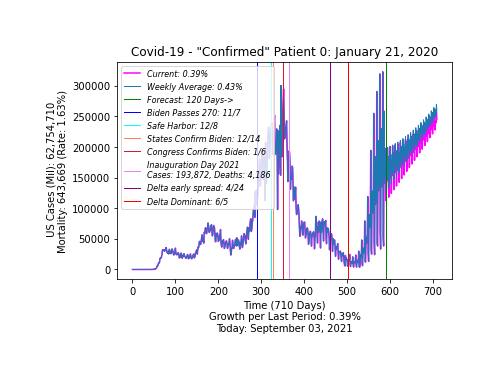 Covid-19 - "Confirmed" Patient 0: January 21, 2020
Current: 0.39%
Weekly Average: 0.43%
Forecast: 120 Days->
Biden Passes 270: 11/7
Safe Harbor: 12/8
States Confirm Biden: 12/14
Congress Confirms Biden: 1/6
Inauguration Day 2021
Cases: 193,872, Deaths: 4,186
Delta early spread: 4/24
Delta Dominant: 6/5
US Cases (Mil): 62,754,710
Mortality: 643,669 (Rate: 1.63%)
300000
250000
200000
150000
100000
50000
0
0 100 200 300 400 500 600 700
Time (710 Days)
Growth per Last Period: 0.39%
Today: September 03, 2021